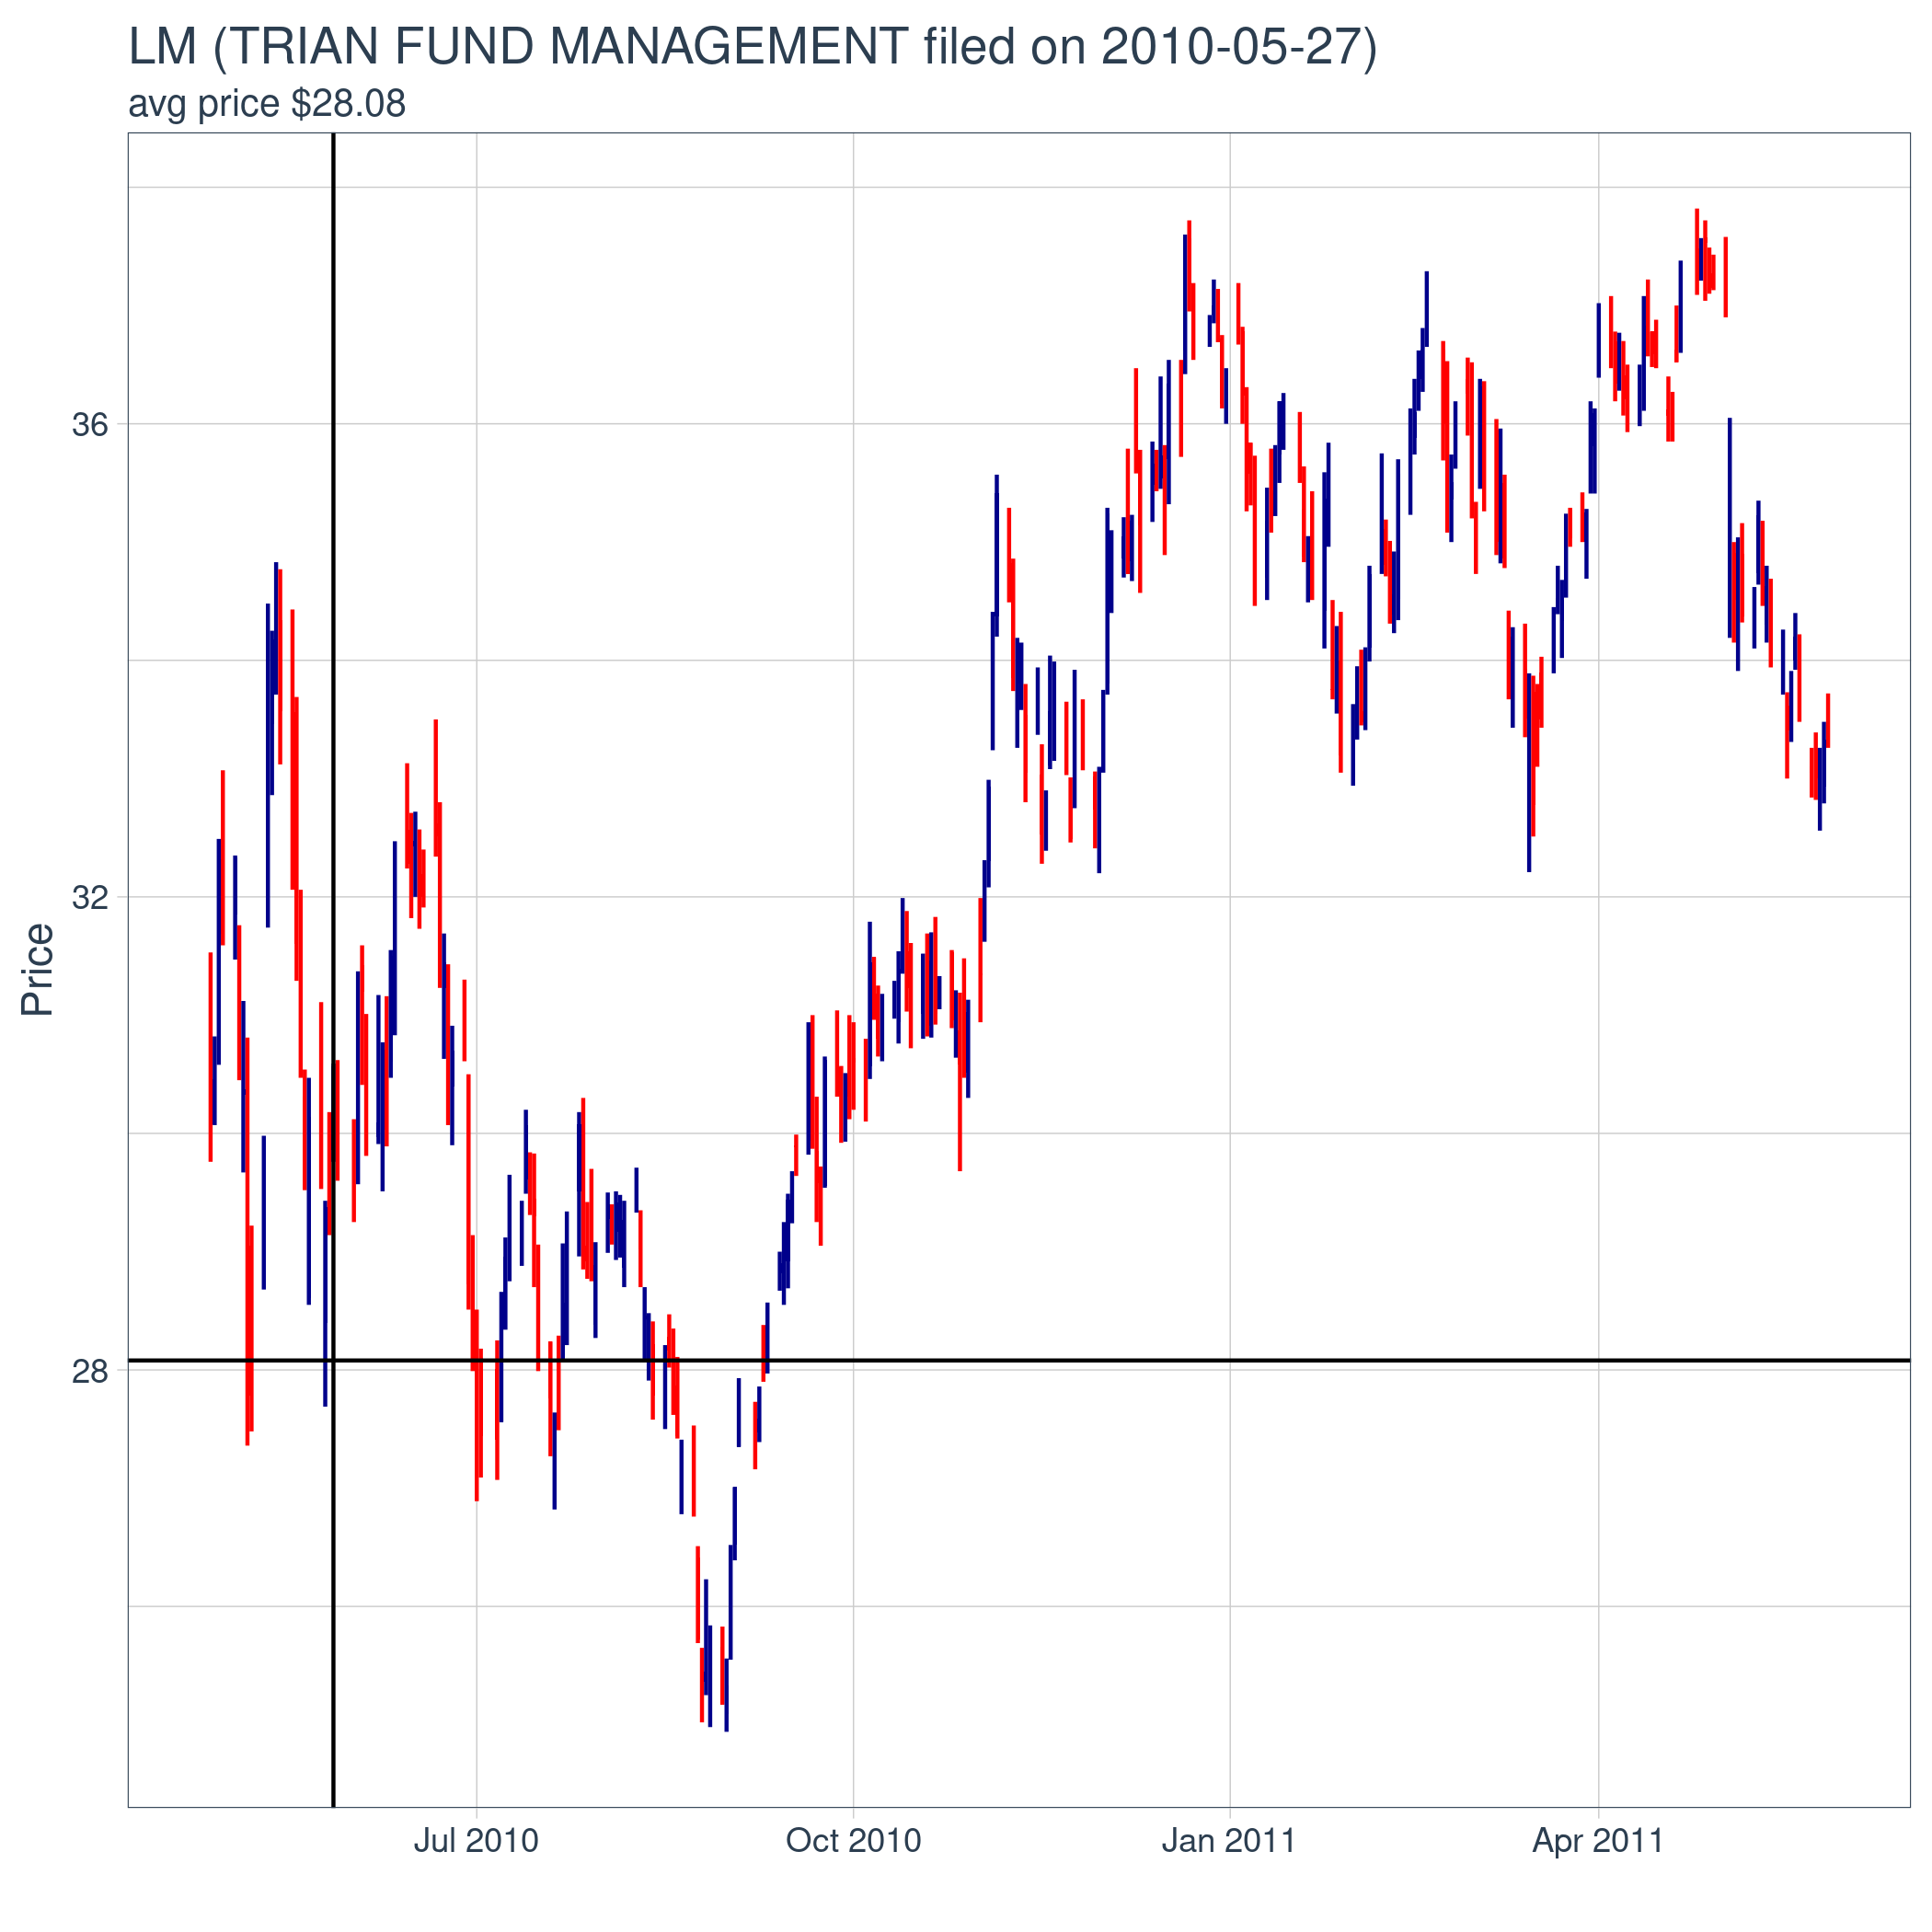 LM (TRIAN FUND MANAGEMENT filed on 2010-05-27)
avg price $28.08
Price
36
32
28
Jul 2010
Oct 2010
Jan 2011
Apr 2011